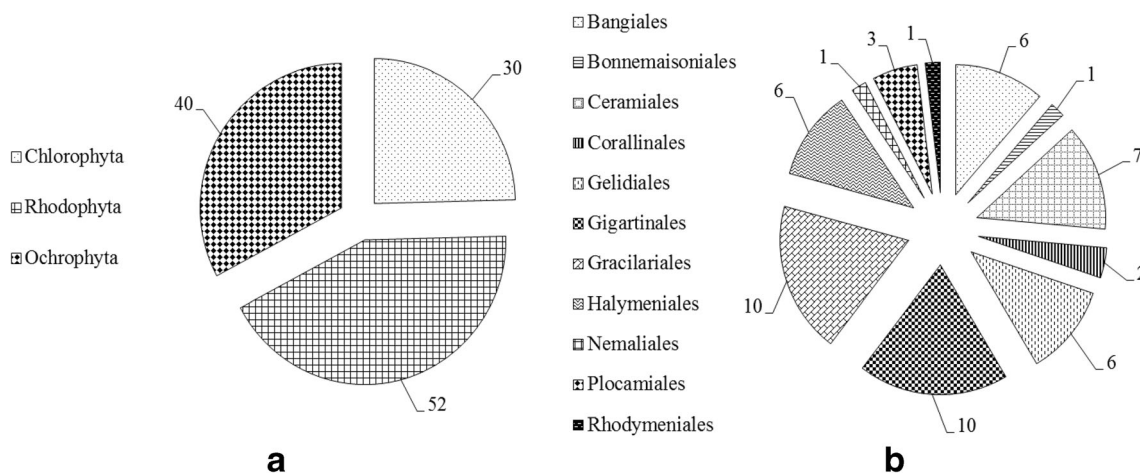 Chlorophyta
Rhodophyta
Ochrophyta
30
40
52
a
Bangiales
Bonnemaisoniales
Ceramiales
Corallinales
Gelidiales
Gigartinales
Gracilariales
Halymeniales
Nemaliales
Plocamiales
Rhodymeniales
6
1
7
2
6
10
10
6
1
3
1
b